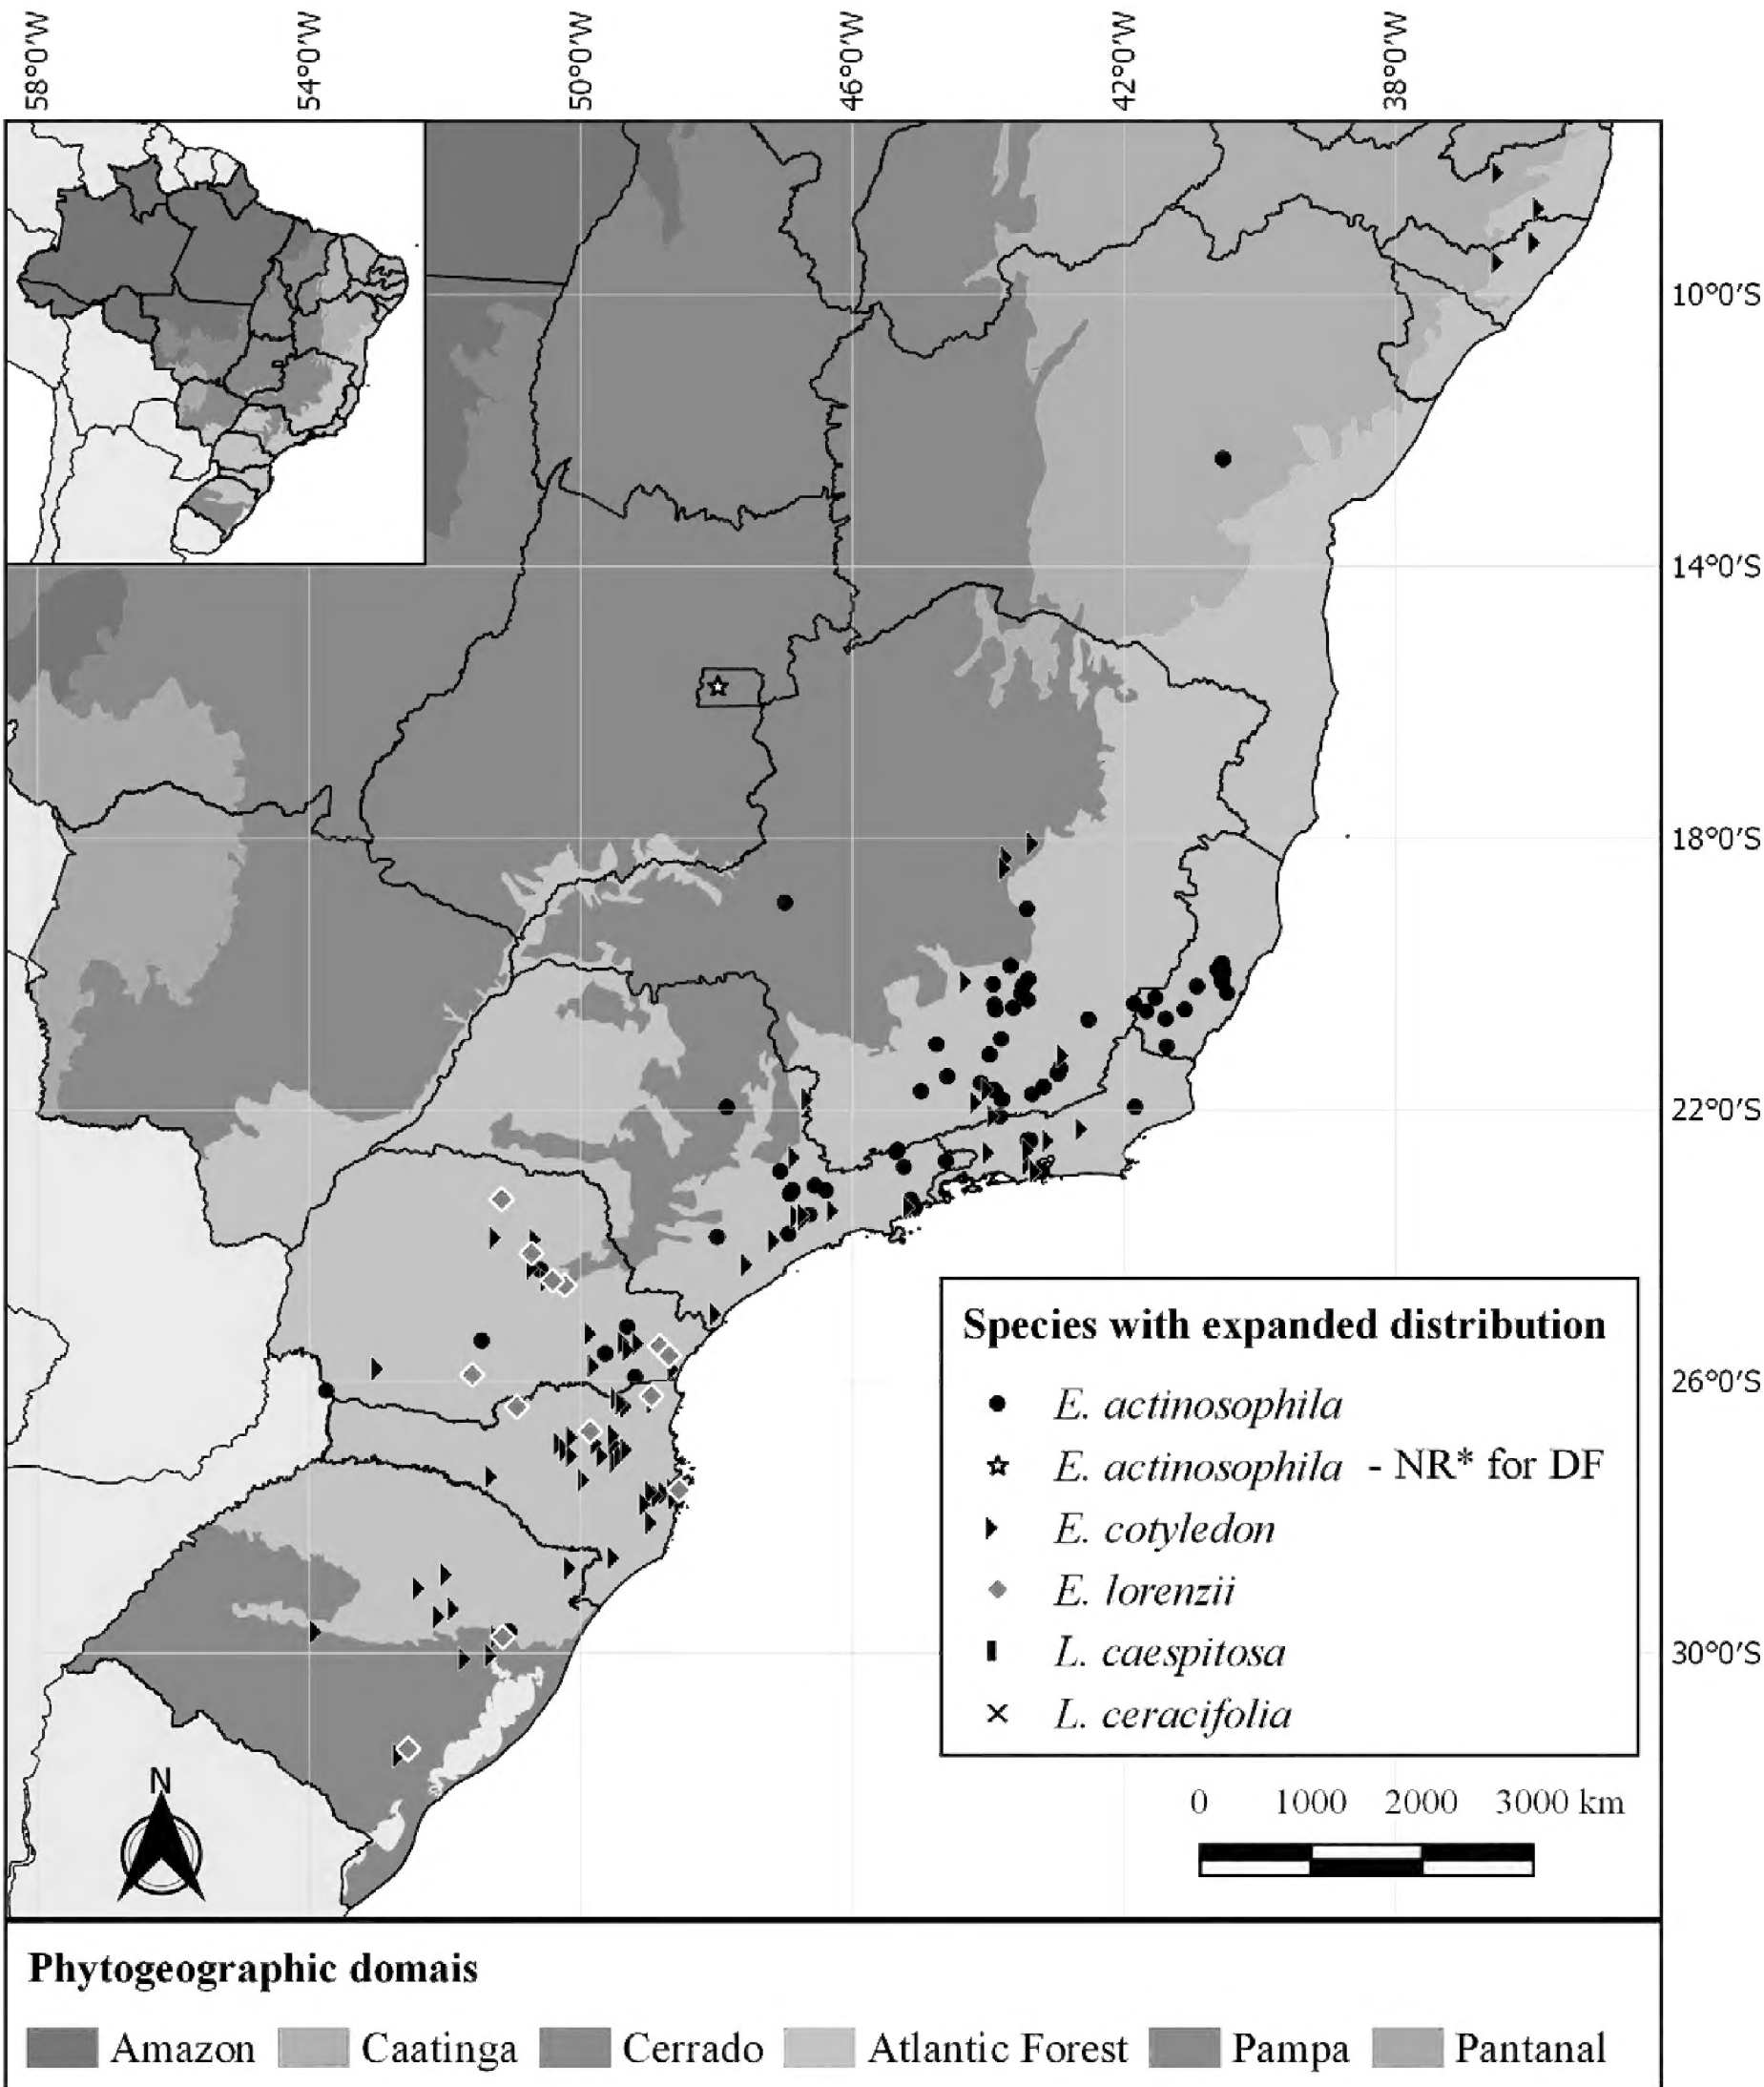 58°0′W
54°0′W
50°0′W
46°0′W
42°0′W
38°0′W
10°0′S
14°0′S
18°0′S
22°0′S
26°0′S
30°0′S
Species with expanded distribution
E. actinosophila
E. actinosophila - NR* for DF
E. cotyledon
E. lorenzii
L. caespitosa
L. ceracifolia
N
0 1000 2000 3000 km
Phytogeographic domais
Amazon Caatinga Cerrado Atlantic Forest Pampa Pantanal